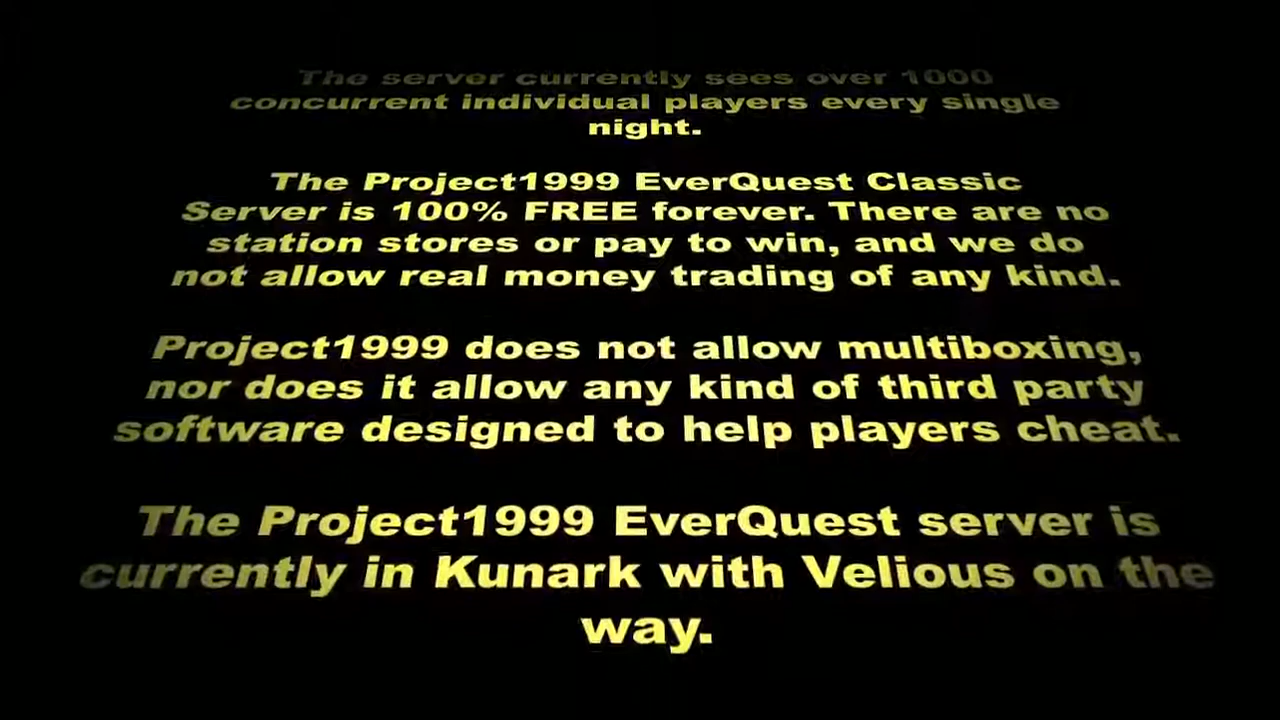 The server currently sees over 1000
concurrent individual players every single
night.
The Project1999 EverQuest Classic
Server is 100% FREE forever. There are no
station stores or pay to win, and we do
not allow real money trading of any kind.
Project1999 does not allow multiboxing,
nor does it allow any kind of third party
software designed to help players cheat.
The Project1999 EverQuest server is
currently in Kunark with Velious on the
way.